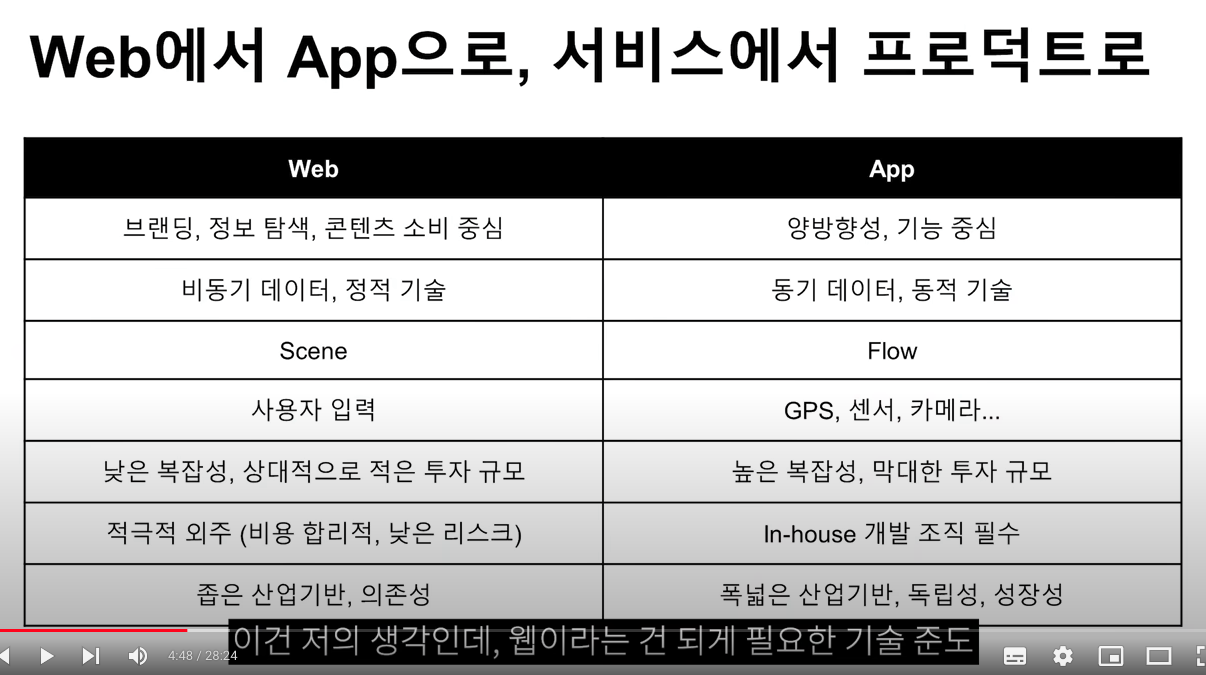 Web에서 App으로, 서비스에서 프로덕트로
Web App
브랜딩, 정보 탐색, 콘텐츠 소비 중심 양방향성, 기능 중심
비동기 데이터, 정적 기술 동기 데이터, 동적 기술
Scene Flow
사용자 입력 GPS, 센서, 카메라...
낮은 복잡성, 상대적으로 적은 투자 규모 높은 복잡성, 막대한 투자 규모
적극적 외주 (비용 합리적, 낮은 리스크) In-house 개발 조직 필수
좁은 산업기반, 의존성 폭넓은 산업기반, 독립성, 성장성
이건 저의 생각인데, 웹이라는 건 되게 필요한 기술 준도
4:48 / 28:24